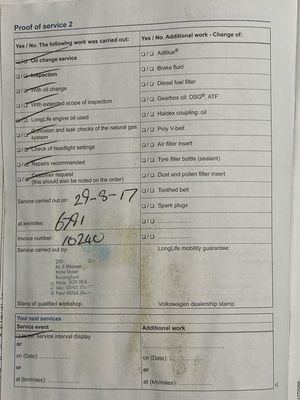 Proof of service 2
Yes / No. The following work was carried out:
Oil change service
Inspection
With oil change
With extended scope of inspection
LongLife engine oil used
Corrosion and leak checks of the natural gas
system
Check of headlight settings
Repairs recommended
Customer request
(this should also be noted on the order)
Service carried out on: 29-8-17
at km/miles: 6791
Invoice number: 10240
Service carried out by:
Stamp of qualified workshop
Yes / No. Additional work - Change of:
AdBlue®
Brake fluid
Diesel fuel filter
Gearbox oil: DSG®, ATF
Haldex coupling: oil
Poly V-belt
Air filter insert
Tyre filler bottle (sealant)
Dust and pollen filter insert
Toothed belt
Spark plugs
LongLife mobility guarantee:
Volkswagen dealership stamp
Your next services
Service event
as per Service interval display
or
on (Date):
or
at (km/miles):
Additional work
on (Date):
or
at (km/miles):